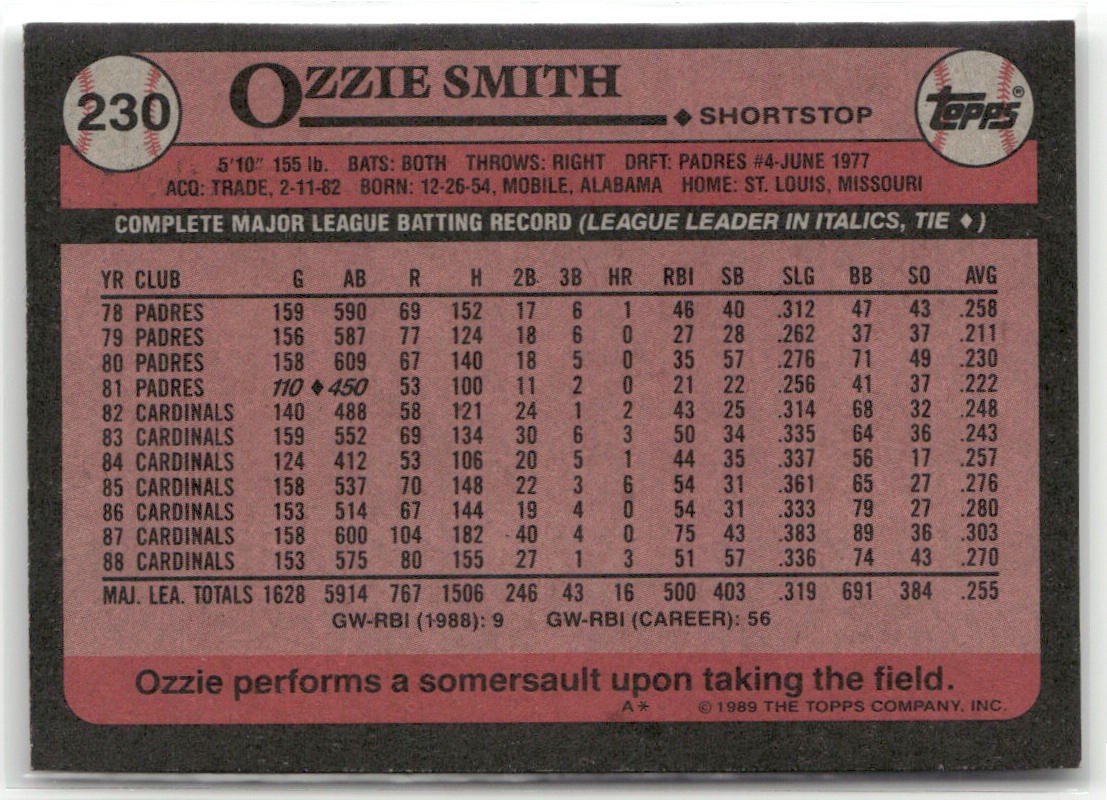 230
OZZIE SMITH
◆ SHORTSTOP
TOPPS®
5'10" 155 lb. BATS: BOTH THROWS: RIGHT DRFT: PADRES #4-JUNE 1977
ACQ: TRADE, 2-11-82 BORN: 12-26-54, MOBILE, ALABAMA HOME: ST. LOUIS, MISSOURI
COMPLETE MAJOR LEAGUE BATTING RECORD (LEAGUE LEADER IN ITALICS, TIE ♦)
YR CLUB G AB R H 2B 3B HR RBI SB SLG BB SO AVG
78 PADRES 159 590 69 152 17 6 1 46 40 .312 47 43 .258
79 PADRES 156 587 77 124 18 6 0 27 28 .262 37 37 .211
80 PADRES 158 609 67 140 18 5 0 35 57 .276 71 49 .230
81 PADRES 110 ♦450 53 100 11 2 0 21 22 .256 41 37 .222
82 CARDINALS 140 488 58 121 24 1 2 43 25 .314 68 32 .248
83 CARDINALS 159 552 69 134 30 6 3 50 34 .335 64 36 .243
84 CARDINALS 124 412 53 106 20 5 1 44 35 .337 56 17 .257
85 CARDINALS 158 537 70 148 22 3 6 54 31 .361 65 27 .276
86 CARDINALS 153 514 67 144 19 4 0 54 31 .333 79 27 .280
87 CARDINALS 158 600 104 182 40 4 0 75 43 .383 89 36 .303
88 CARDINALS 153 575 80 155 27 1 3 51 57 .336 74 43 .270
MAJ. LEA. TOTALS 1628 5914 767 1506 246 43 16 500 403 .319 691 384 .255
GW-RBI (1988): 9 GW-RBI (CAREER): 56
Ozzie performs a somersault upon taking the field.
A* © 1989 THE TOPPS COMPANY, INC.